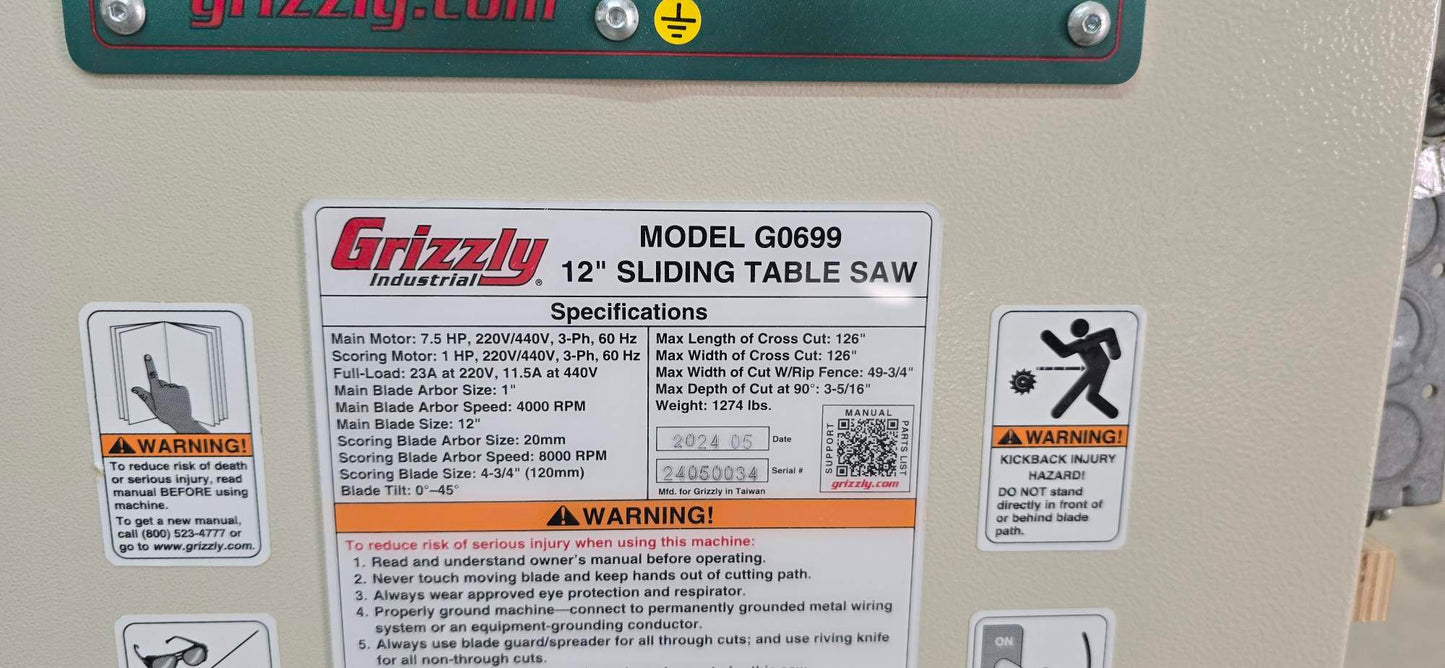 grizzly.com
Grizzly
Industrial
®
MODEL G0699
12" SLIDING TABLE SAW
Specifications
Main Motor: 7.5 HP, 220V/440V, 3-Ph, 60 Hz
Scoring Motor: 1 HP, 220V/440V, 3-Ph, 60 Hz
Full-Load: 23A at 220V, 11.5A at 440V
Main Blade Arbor Size: 1"
Main Blade Arbor Speed: 4000 RPM
Main Blade Size: 12"
Scoring Blade Arbor Size: 20mm
Scoring Blade Arbor Speed: 8000 RPM
Scoring Blade Size: 4-3/4" (120mm)
Blade Tilt: 0°–45°
Max Length of Cross Cut: 126"
Max Width of Cross Cut: 126"
Max Width of Cut W/Rip Fence: 49-3/4"
Max Depth of Cut at 90°: 3-5/16"
Weight: 1274 lbs.
2024 05 Date
24050034 Serial #
Mfd. for Grizzly in Taiwan
MANUAL
SUPPORT
PARTS LIST
grizzly.com
WARNING!
To reduce risk of serious injury when using this machine:
1. Read and understand owner's manual before operating.
2. Never touch moving blade and keep hands out of cutting path.
3. Always wear approved eye protection and respirator.
4. Properly ground machine—connect to permanently grounded metal wiring
system or an equipment-grounding conductor.
5. Always use blade guard/spreader for all through cuts; and use riving knife
for all non-through cuts.
WARNING!
To reduce risk of death
or serious injury, read
manual BEFORE using
machine.
To get a new manual,
call (800) 523-4777 or
go to www.grizzly.com.
WARNING!
KICKBACK INJURY
HAZARD!
DO NOT stand
directly in front of
or behind blade
path.
ON